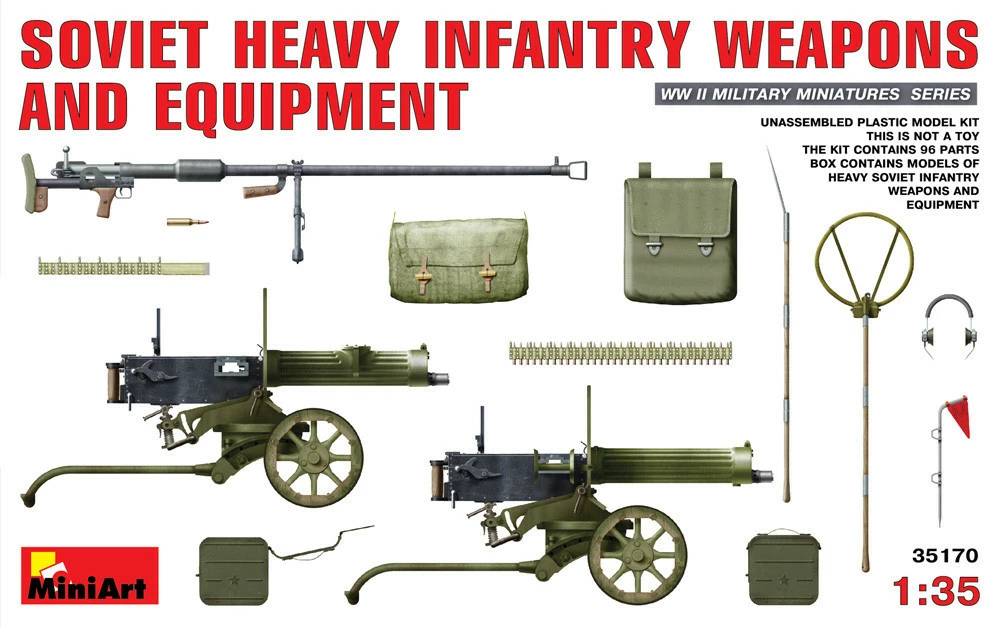 SOVIET HEAVY INFANTRY WEAPONS
AND EQUIPMENT
WW II MILITARY MINIATURES SERIES
UNASSEMBLED PLASTIC MODEL KIT
THIS IS NOT A TOY
THE KIT CONTAINS 96 PARTS
BOX CONTAINS MODELS OF
HEAVY SOVIET INFANTRY
WEAPONS AND
EQUIPMENT
MiniArt
35170
1:35